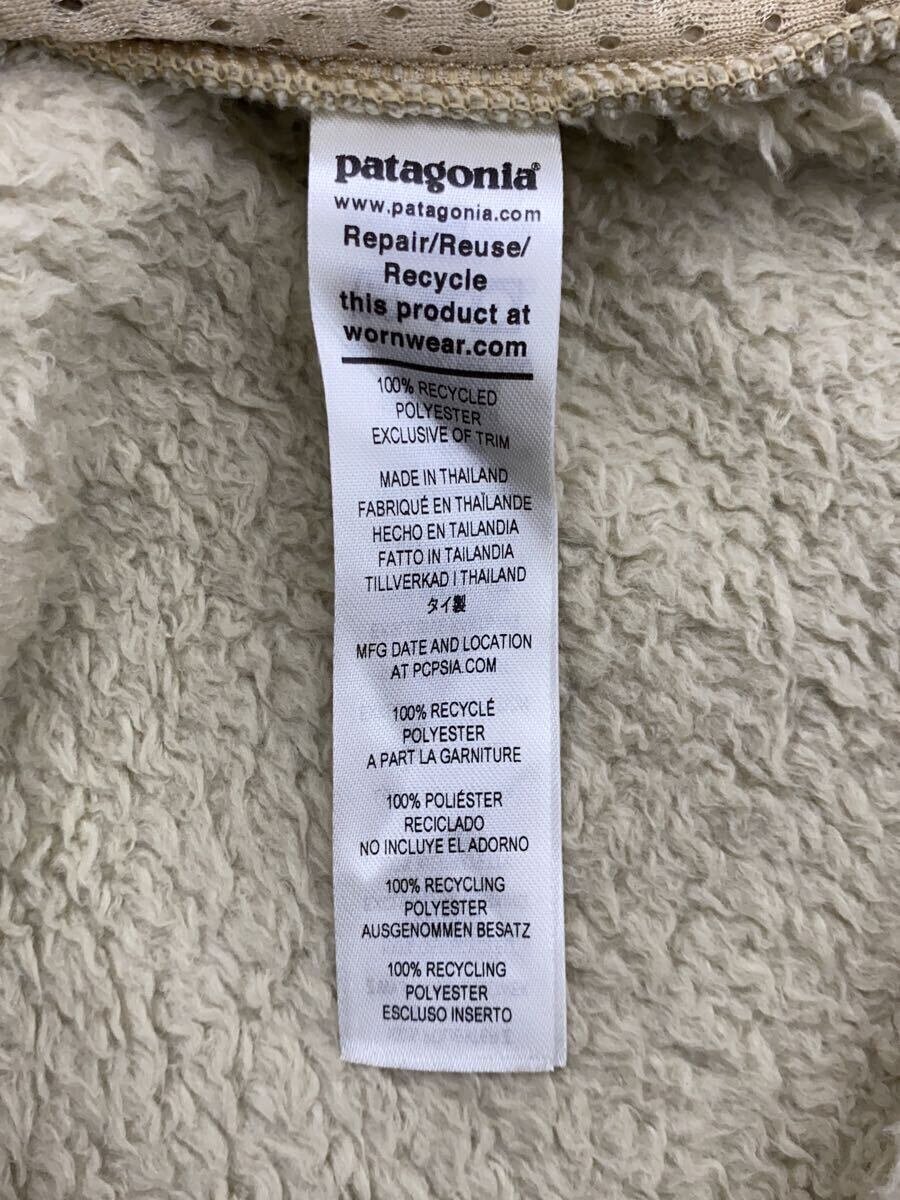 patagonia®
www.patagonia.com
Repair/Reuse/
Recycle
this product at
wornwear.com
100% RECYCLED
POLYESTER
EXCLUSIVE OF TRIM
MADE IN THAILAND
FABRIQUÉ EN THAÏLANDE
HECHO EN TAILANDIA
FATTO IN TAILANDIA
TILLVERKAD I THAILAND
タイ製
MFG DATE AND LOCATION
AT PCPSIA.COM
100% RECYCLÉ
POLYESTER
A PART LA GARNITURE
100% POLIÉSTER
RECICLADO
NO INCLUYE EL ADORNO
100% RECYCLING
POLYESTER
AUSGENOMMEN BESATZ
100% RECYCLING
POLYESTER
ESCLUSO INSERTO